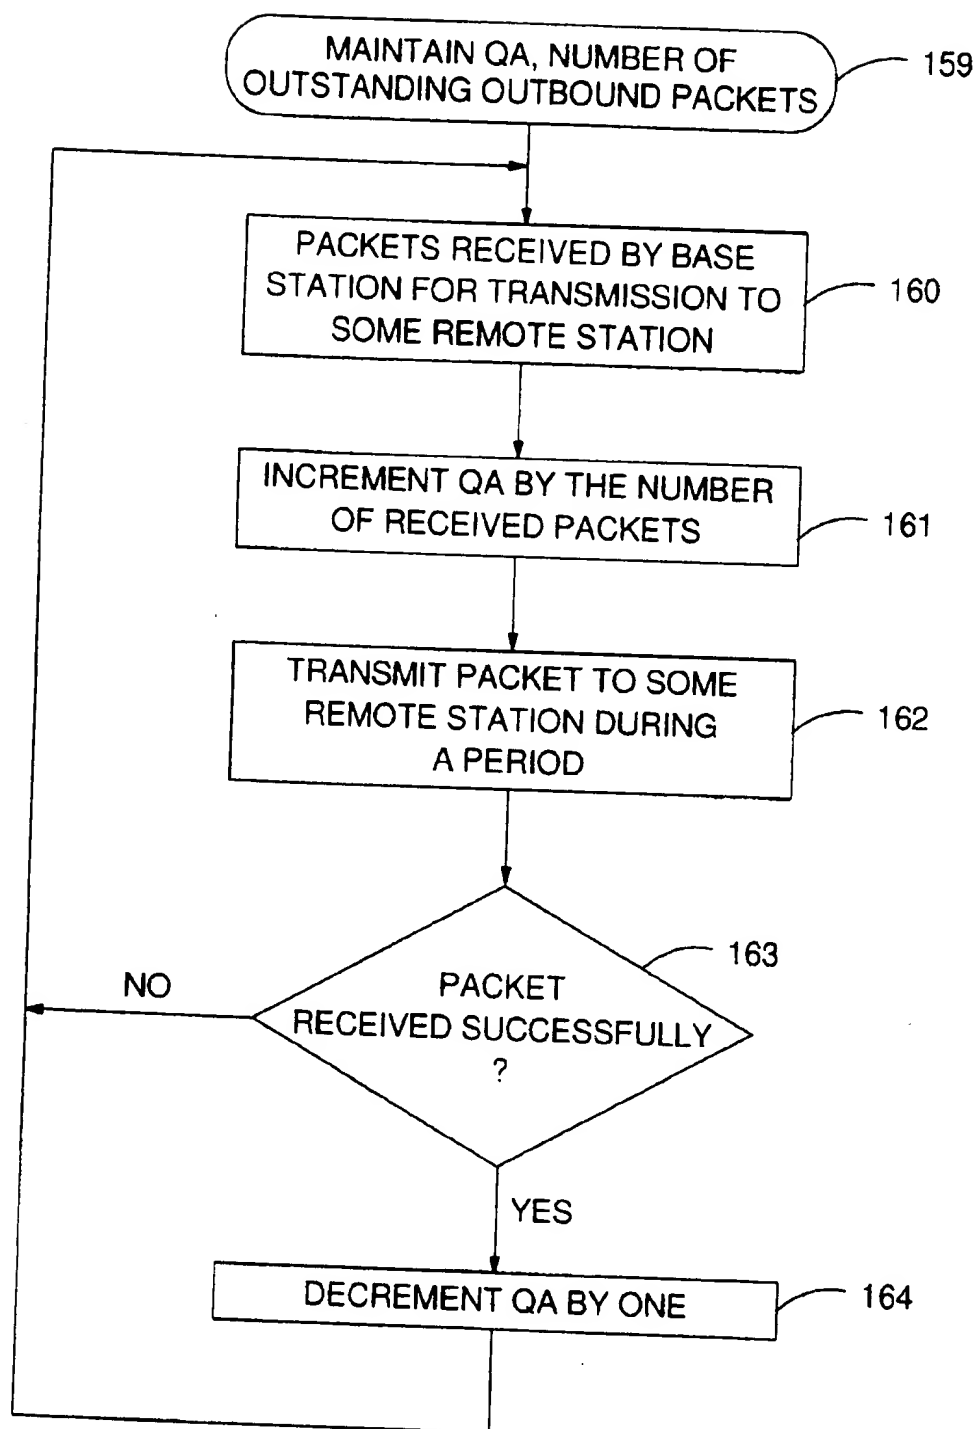 MAINTAIN QA, NUMBER OF
OUTSTANDING OUTBOUND PACKETS
159
PACKETS RECEIVED BY BASE
STATION FOR TRANSMISSION TO
SOME REMOTE STATION
160
INCREMENT QA BY THE NUMBER
OF RECEIVED PACKETS
161
TRANSMIT PACKET TO SOME
REMOTE STATION DURING
A PERIOD
162
163
PACKET
RECEIVED SUCCESSFULLY
?
NO
YES
DECREMENT QA BY ONE
164